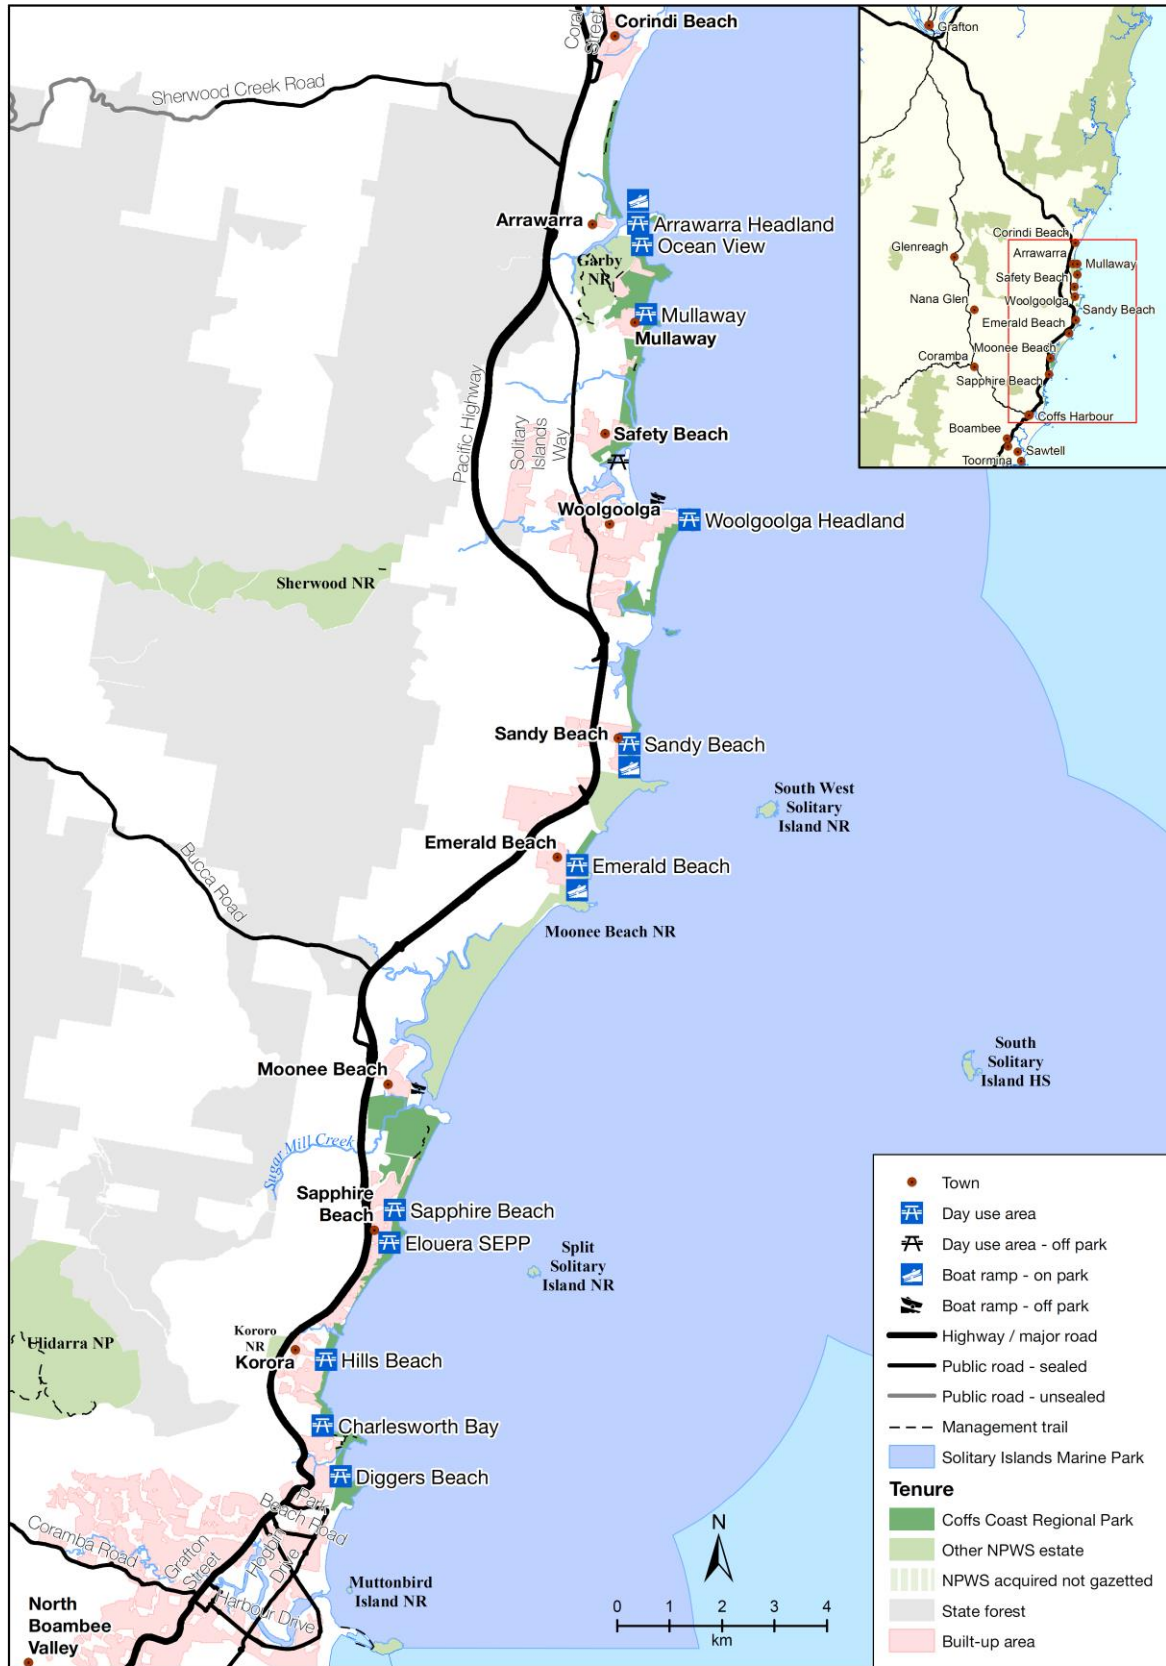 Corindi Beach
Coral
Street
Sherwood Creek Road
Arrawarra
Arrawarra Headland
Ocean View
Garby
NR
Mullaway
Mullaway
Pacific Highway
Solitary
Islands
Way
Safety Beach
Woolgoolga
Woolgoolga Headland
Sherwood NR
Sandy Beach
Sandy Beach
South West
Solitary
Island NR
Emerald Beach
Emerald Beach
Bucca Road
Moonee Beach NR
South
Solitary
Island HS
Moonee Beach
Sugar Mill Creek
Sapphire
Beach
Sapphire Beach
Elouera SEPP
Split
Solitary
Island NR
Kororo
NR
Korora
Ulidarra NP
Hills Beach
Charlesworth Bay
Diggers Beach
Park
Beach Road
Coramba Road
Grafton
Street
Hogbin
Drive
Harbour Drive
Muttonbird
Island NR
North
Boambee
Valley
Grafton
Corindi Beach
Glenreagh
Arrawarra
Mullaway
Safety Beach
Nana Glen
Woolgoolga
Sandy Beach
Emerald Beach
Moonee Beach
Coramba
Sapphire Beach
Coffs Harbour
Boambee
Sawtell
Toormina
Town
Day use area
Day use area - off park
Boat ramp - on park
Boat ramp - off park
Highway / major road
Public road - sealed
Public road - unsealed
Management trail
Solitary Islands Marine Park
Tenure
Coffs Coast Regional Park
Other NPWS estate
NPWS acquired not gazetted
State forest
Built-up area
N
0 1 2 3 4
km